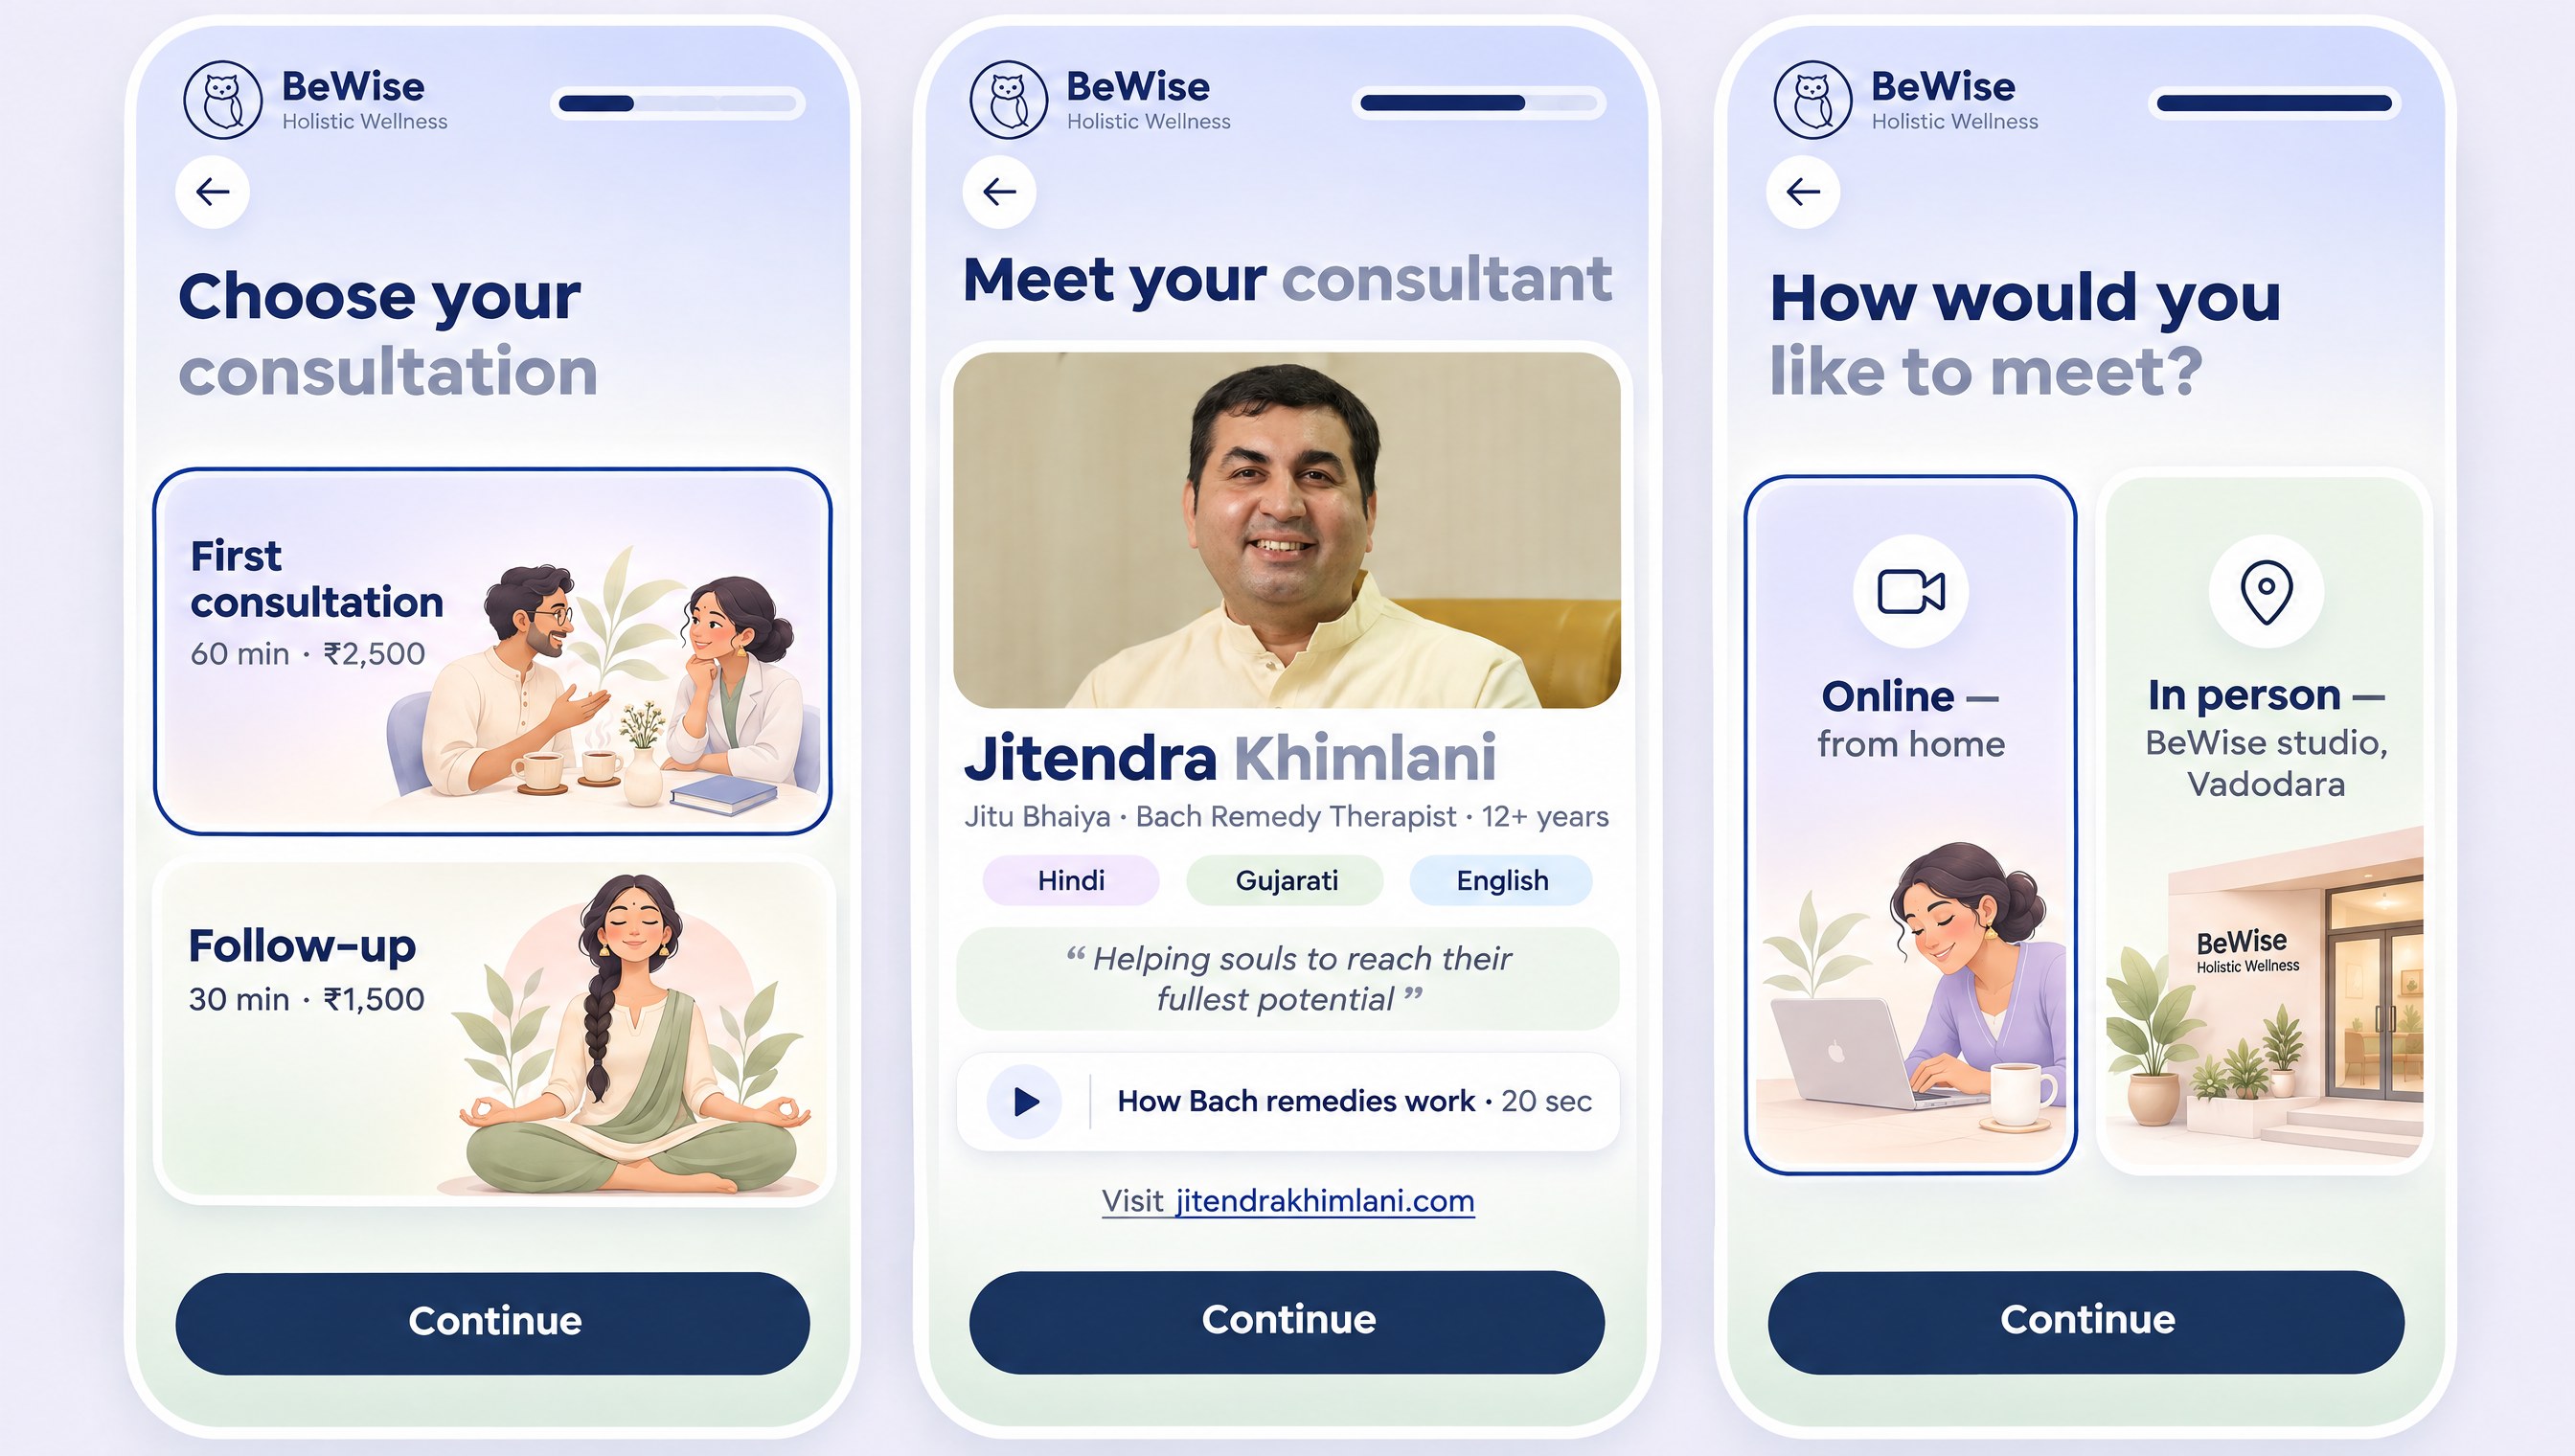 BeWise
Holistic Wellness
Choose your
consultation
First
consultation
60 min · ₹2,500
Follow-up
30 min · ₹1,500
Continue
BeWise
Holistic Wellness
Meet your consultant
Jitendra Khimlani
Jitu Bhaiya · Bach Remedy Therapist · 12+ years
Hindi
Gujarati
English
“ Helping souls to reach their
fullest potential ”
How Bach remedies work · 20 sec
Visit jitendrakhimlani.com
Continue
BeWise
Holistic Wellness
How would you
like to meet?
Online —
from home
In person —
BeWise studio,
Vadodara
BeWise
Holistic Wellness
Continue